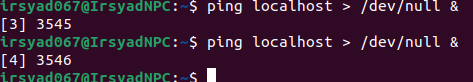 irsyad067@IrsyadNPC:~$ ping localhost > /dev/null &
[3] 3545
irsyad067@IrsyadNPC:~$ ping localhost > /dev/null &
[4] 3546
irsyad067@IrsyadNPC:~$